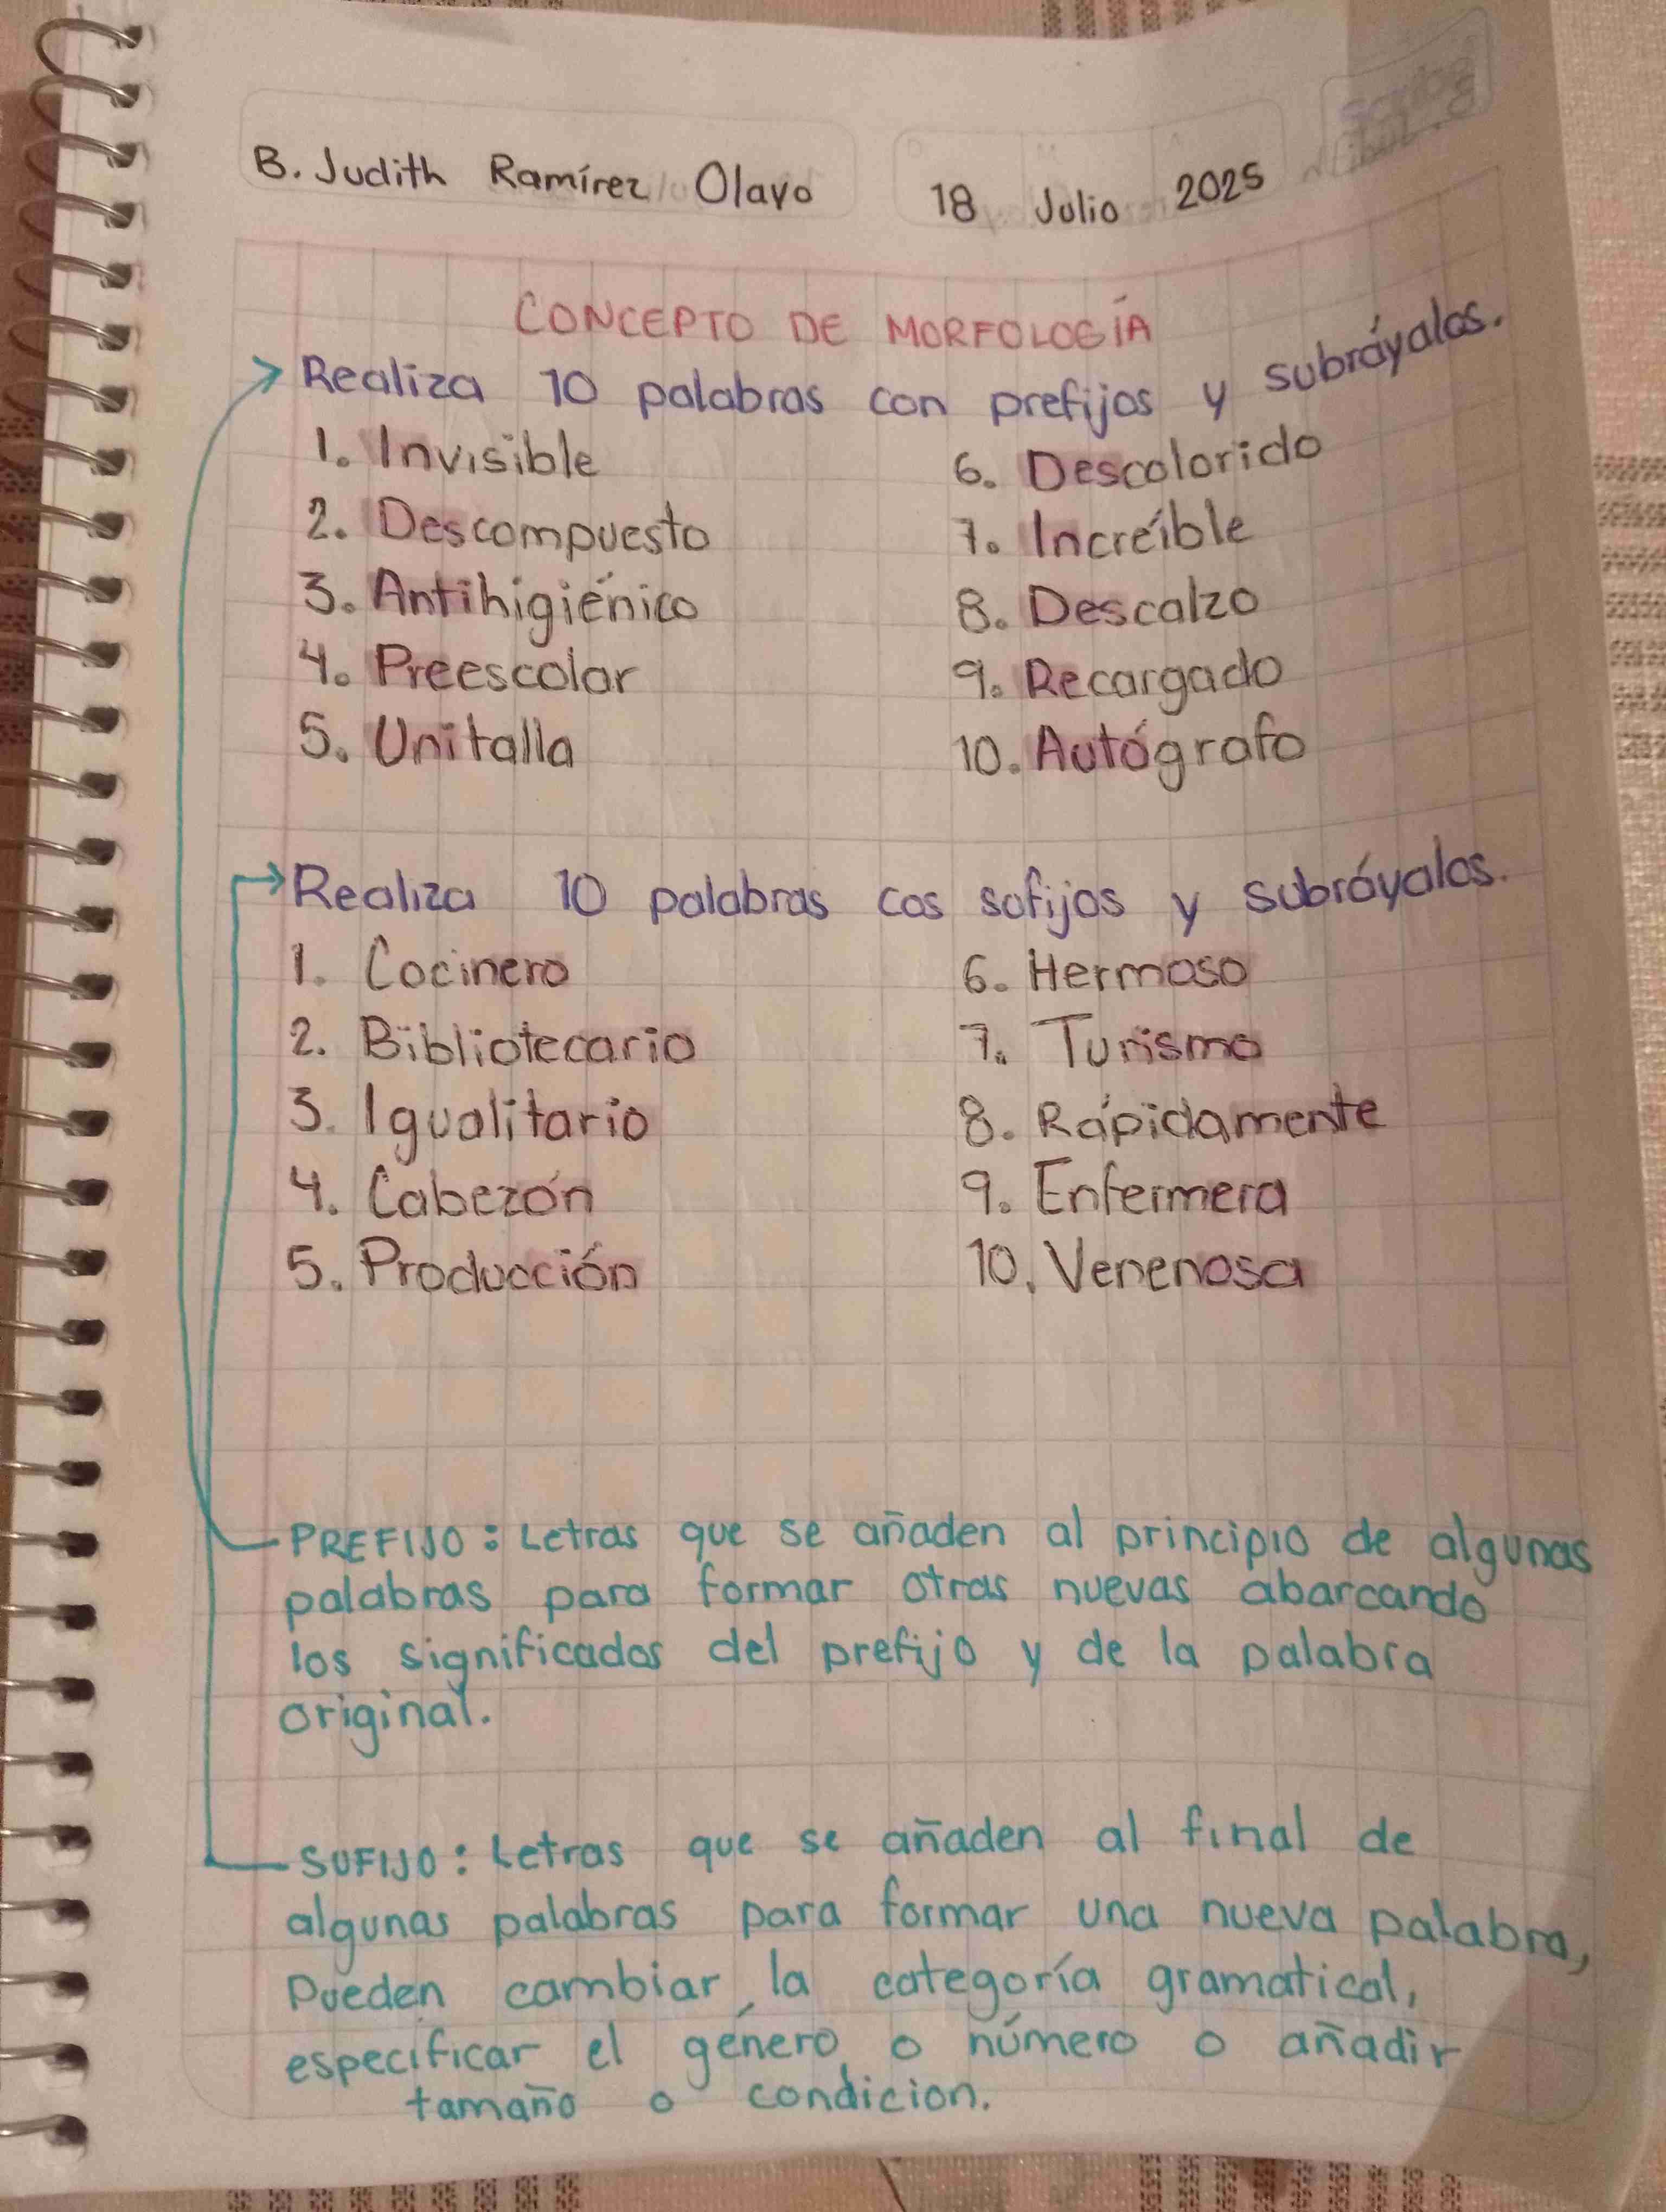 B. Judith Ramírez Olayo 18 Julio 2025
CONCEPTO DE MORFOLOGÍA
Realiza 10 palabras con prefijos y subráyalas.
1. Invisible
2. Descompuesto
3. Antihigiénico
4. Preescolar
5. Unitalla
6. Descolorido
7. Increíble
8. Descalzo
9. Recargado
10. Autógrafo
Realiza 10 palabras cos sofijos y subráyalas.
1. Cocinero
2. Bibliotecario
3. Igualitario
4. Cabezón
5. Producción
6. Hermoso
7. Turismo
8. Rápidamente
9. Enfermera
10. Venenosa
PREFIJO: Letras que se añaden al principio de algunas
palabras para formar otras nuevas abarcando
los significados del prefijo y de la palabra
original.
SUFIJO: Letras que se añaden al final de
algunas palabras para formar una nueva palabra,
Pueden cambiar la categoría gramatical,
especificar el género o número o añadir
tamaño o condicion.